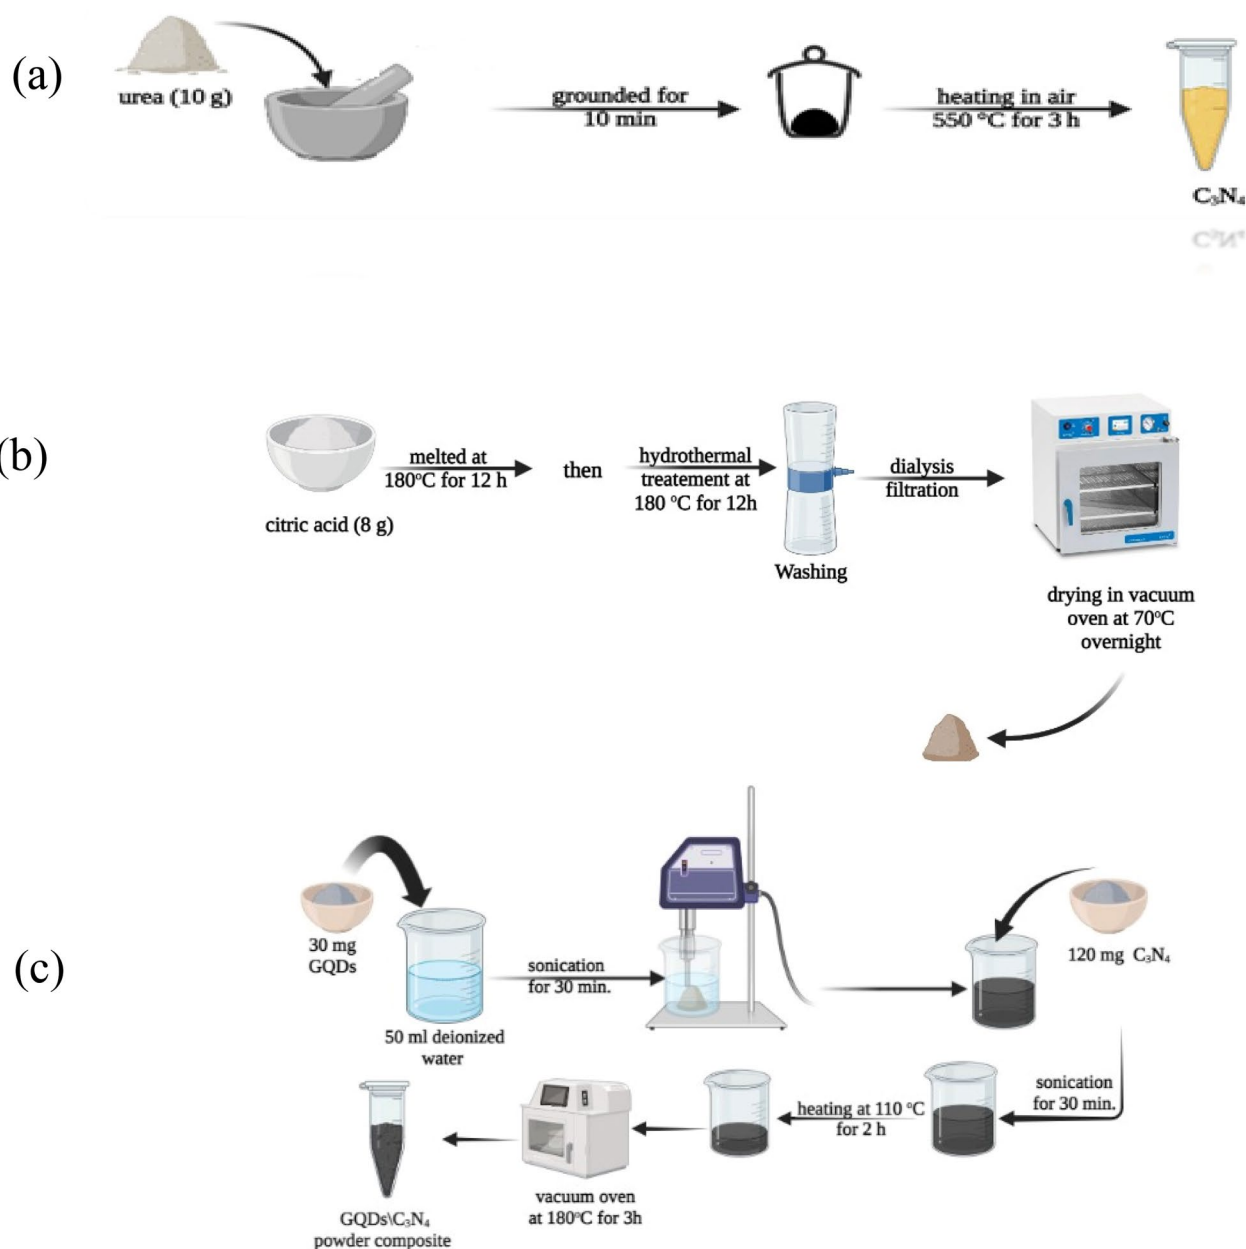 (a)
urea (10 g)
grounded for
10 min
heating in air
550 °C for 3 h
C₃N₄
(b)
citric acid (8 g)
melted at
180°C for 12 h
then
hydrothermal
treatement at
180 °C for 12h
Washing
dialysis
filtration
drying in vacuum
oven at 70°C
overnight
(c)
30 mg
GQDs
50 ml deionized
water
sonication
for 30 min.
120 mg C₃N₄
sonication
for 30 min.
heating at 110 °C
for 2 h
vacuum oven
at 180°C for 3h
GQDs\C₃N₄
powder composite